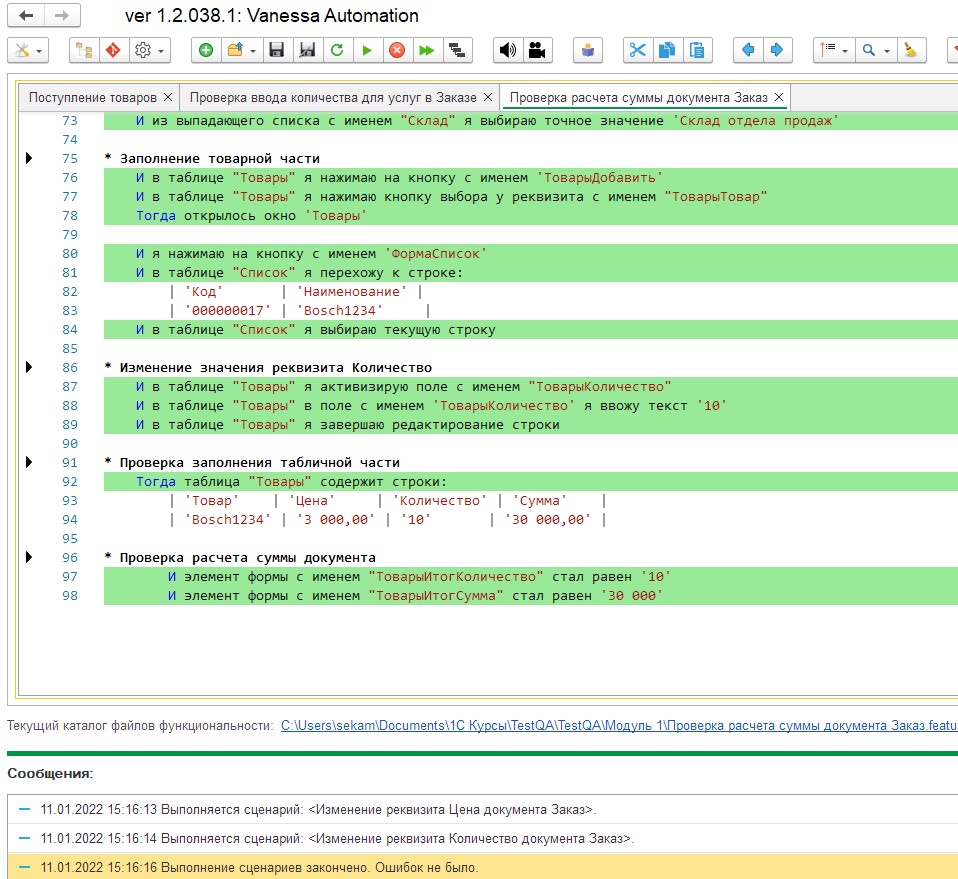 ver 1.2.038.1: Vanessa Automation
Поступление товаров × Проверка ввода количества для услуг в Заказе × Проверка расчета суммы документа Заказ ×
73 И из выпадающего списка с именем "Склад" я выбираю точное значение 'Склад отдела продаж'
74
75 * Заполнение товарной части
76 И в таблице "Товары" я нажимаю на кнопку с именем 'ТоварыДобавить'
77 И в таблице "Товары" я нажимаю кнопку выбора у реквизита с именем "ТоварыТовар"
78 Тогда открылось окно 'Товары'
79
80 И я нажимаю на кнопку с именем 'ФормаСписок'
81 И в таблице "Список" я перехожу к строке:
82 | 'Код' | 'Наименование' |
83 | '000000017' | 'Bosch1234' |
84 И в таблице "Список" я выбираю текущую строку
85
86 * Изменение значения реквизита Количество
87 И в таблице "Товары" я активизирую поле с именем "ТоварыКоличество"
88 И в таблице "Товары" в поле с именем 'ТоварыКоличество' я ввожу текст '10'
89 И в таблице "Товары" я завершаю редактирование строки
90
91 * Проверка заполнения табличной части
92 Тогда таблица "Товары" содержит строки:
93 | 'Товар' | 'Цена' | 'Количество' | 'Сумма' |
94 | 'Bosch1234' | '3 000,00' | '10' | '30 000,00' |
95
96 * Проверка расчета суммы документа
97 И элемент формы с именем "ТоварыИтогКоличество" стал равен '10'
98 И элемент формы с именем "ТоварыИтогСумма" стал равен '30 000'
Текущий каталог файлов функциональности: C:\Users\sekam\Documents\1С Курсы\TestQA\TestQA\Модуль 1\Проверка расчета суммы документа Заказ.featu
Сообщения:
11.01.2022 15:16:13 Выполняется сценарий: <Изменение реквизита Цена документа Заказ>.
11.01.2022 15:16:14 Выполняется сценарий: <Изменение реквизита Количество документа Заказ>.
11.01.2022 15:16:16 Выполнение сценариев закончено. Ошибок не было.